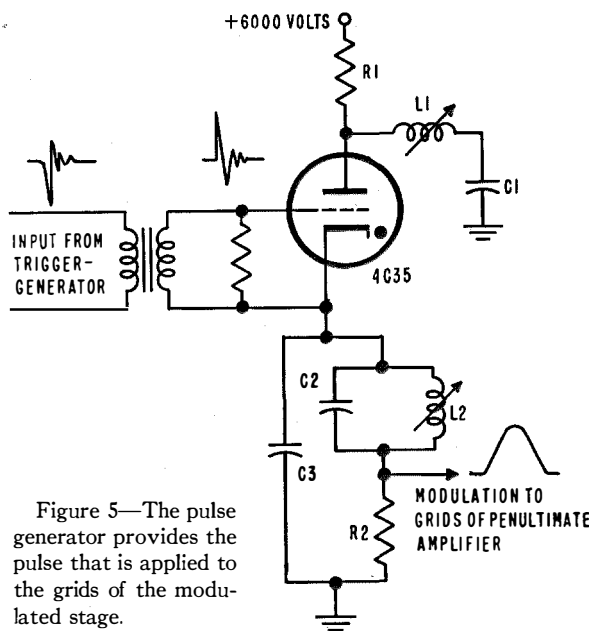 +6000 VOLTS
R1
L1
C1
INPUT FROM
TRIGGER-
GENERATOR
4C35
C2
L2
C3
R2
MODULATION TO
GRIDS OF PENULTIMATE
AMPLIFIER
Figure 5—The pulse
generator provides the
pulse that is applied to
the grids of the modu-
lated stage.